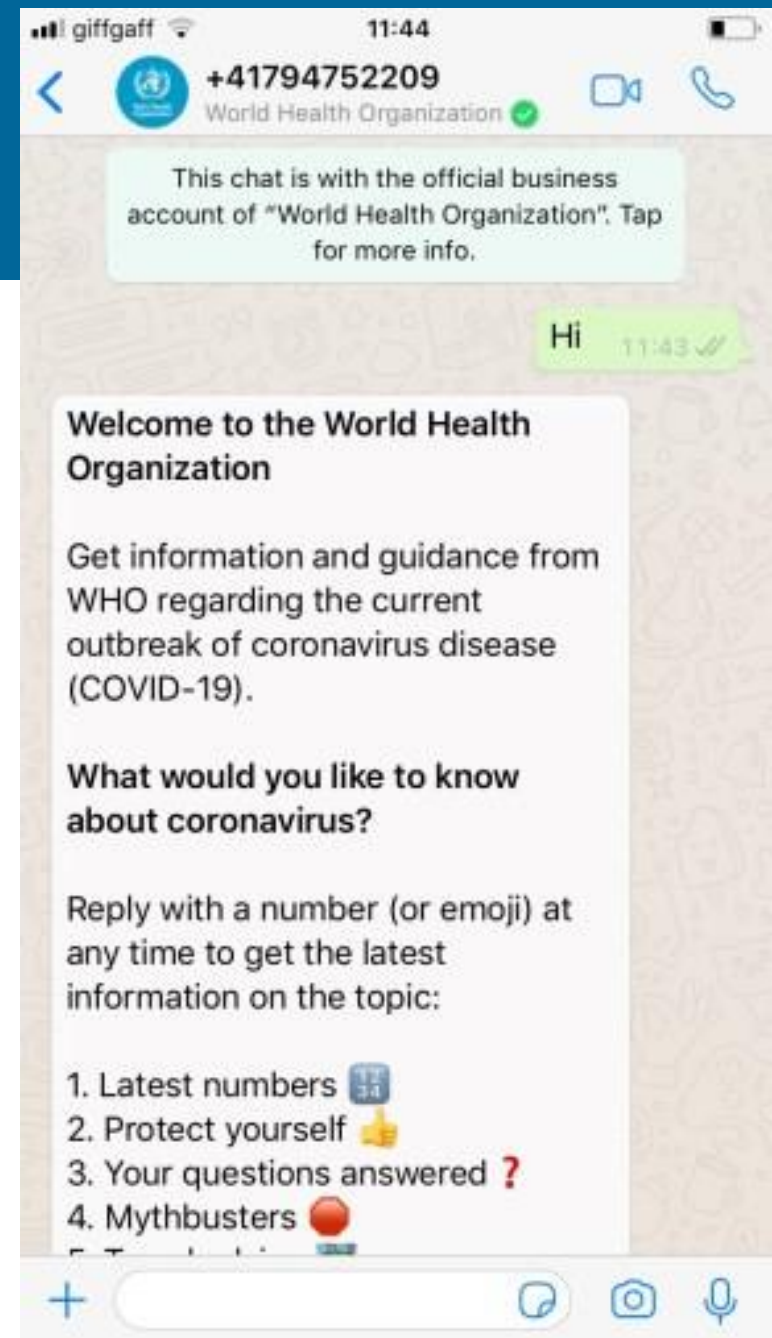 giffgaff
11:44
+41794752209
World Health Organization
This chat is with the official business
account of “World Health Organization”. Tap
for more info.
Hi 11:43
Welcome to the World Health
Organization
Get information and guidance from
WHO regarding the current
outbreak of coronavirus disease
(COVID-19).
What would you like to know
about coronavirus?
Reply with a number (or emoji) at
any time to get the latest
information on the topic:
1. Latest numbers 🔢
2. Protect yourself 👍
3. Your questions answered ❓
4. Mythbusters 🛑